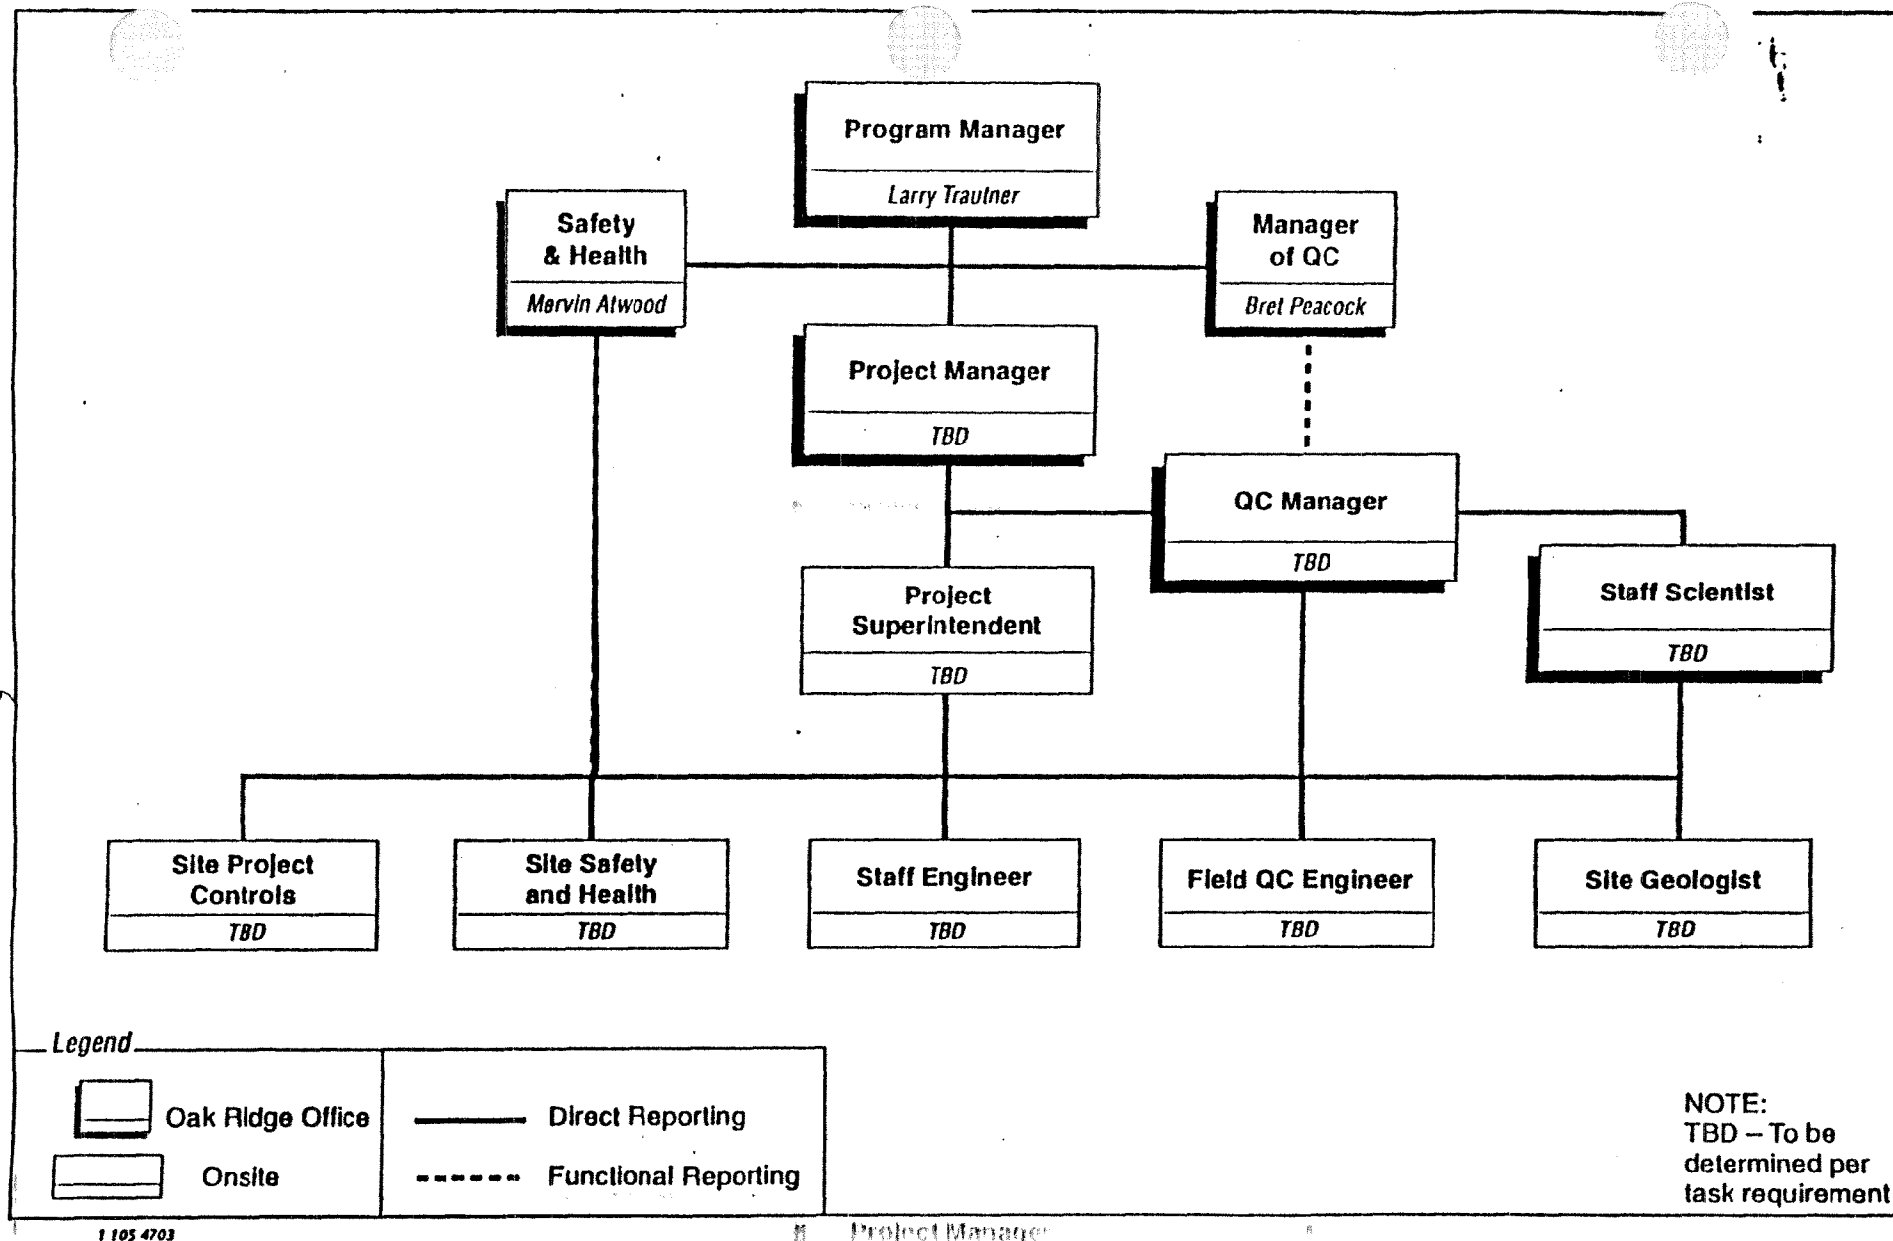 Program Manager
Larry Trautner
Safety
& Health
Mervin Atwood
Manager
of QC
Bret Peacock
Project Manager
TBD
QC Manager
TBD
Project
Superintendent
TBD
Staff Scientist
TBD
Site Project
Controls
TBD
Site Safety
and Health
TBD
Staff Engineer
TBD
Field QC Engineer
TBD
Site Geologist
TBD
Legend
Oak Ridge Office
Onsite
Direct Reporting
Functional Reporting
NOTE:
TBD – To be
determined per
task requirement
1 105 4703
Project Manager